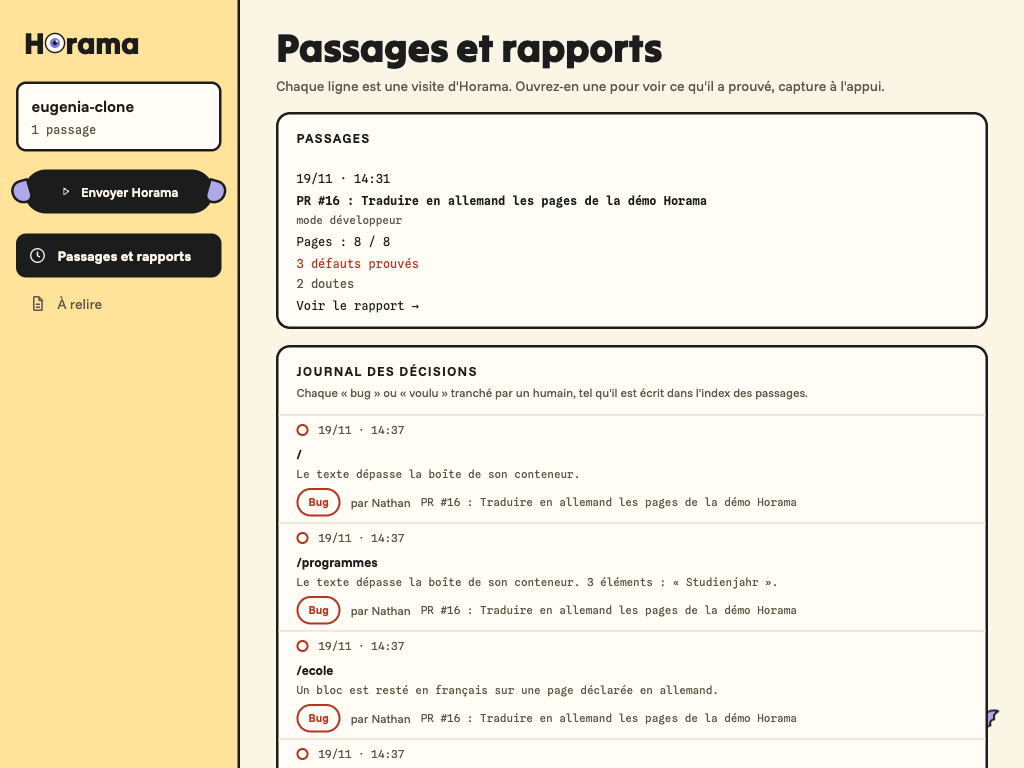 Horama
eugenia-clone
1 passage
Envoyer Horama
Passages et rapports
À relire
Passages et rapports
Chaque ligne est une visite d'Horama. Ouvrez-en une pour voir ce qu'il a prouvé, capture à l'appui.
PASSAGES
19/11 · 14:31
PR #16 : Traduire en allemand les pages de la démo Horama
mode développeur
Pages : 8 / 8
3 défauts prouvés
2 doutes
Voir le rapport →
JOURNAL DES DÉCISIONS
Chaque « bug » ou « voulu » tranché par un humain, tel qu'il est écrit dans l'index des passages.
19/11 · 14:37
/
Le texte dépasse la boîte de son conteneur.
Bug par Nathan PR #16 : Traduire en allemand les pages de la démo Horama
19/11 · 14:37
/programmes
Le texte dépasse la boîte de son conteneur. 3 éléments : « Studienjahr ».
Bug par Nathan PR #16 : Traduire en allemand les pages de la démo Horama
19/11 · 14:37
/ecole
Un bloc est resté en français sur une page déclarée en allemand.
Bug par Nathan PR #16 : Traduire en allemand les pages de la démo Horama
19/11 · 14:37